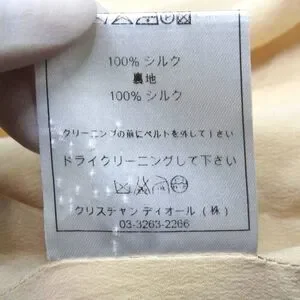 100% シルク
裏地
100% シルク
クリーニングの前にベルトを外して下さい
ドライクリーニングして下さい
クリスチャン ディオール (株)
03-3263-2266